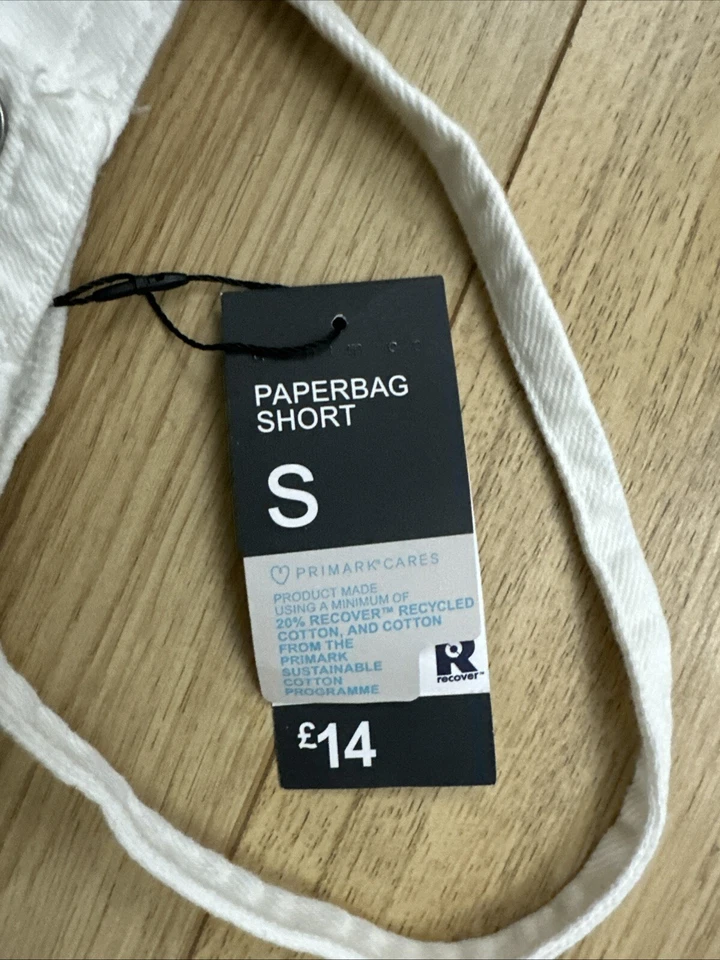 PAPERBAG
SHORT
S
PRIMARK® CARES
PRODUCT MADE
USING A MINIMUM OF
20% RECOVER™ RECYCLED
COTTON, AND COTTON
FROM THE
PRIMARK
SUSTAINABLE
COTTON
PROGRAMME
R
recover™
£14